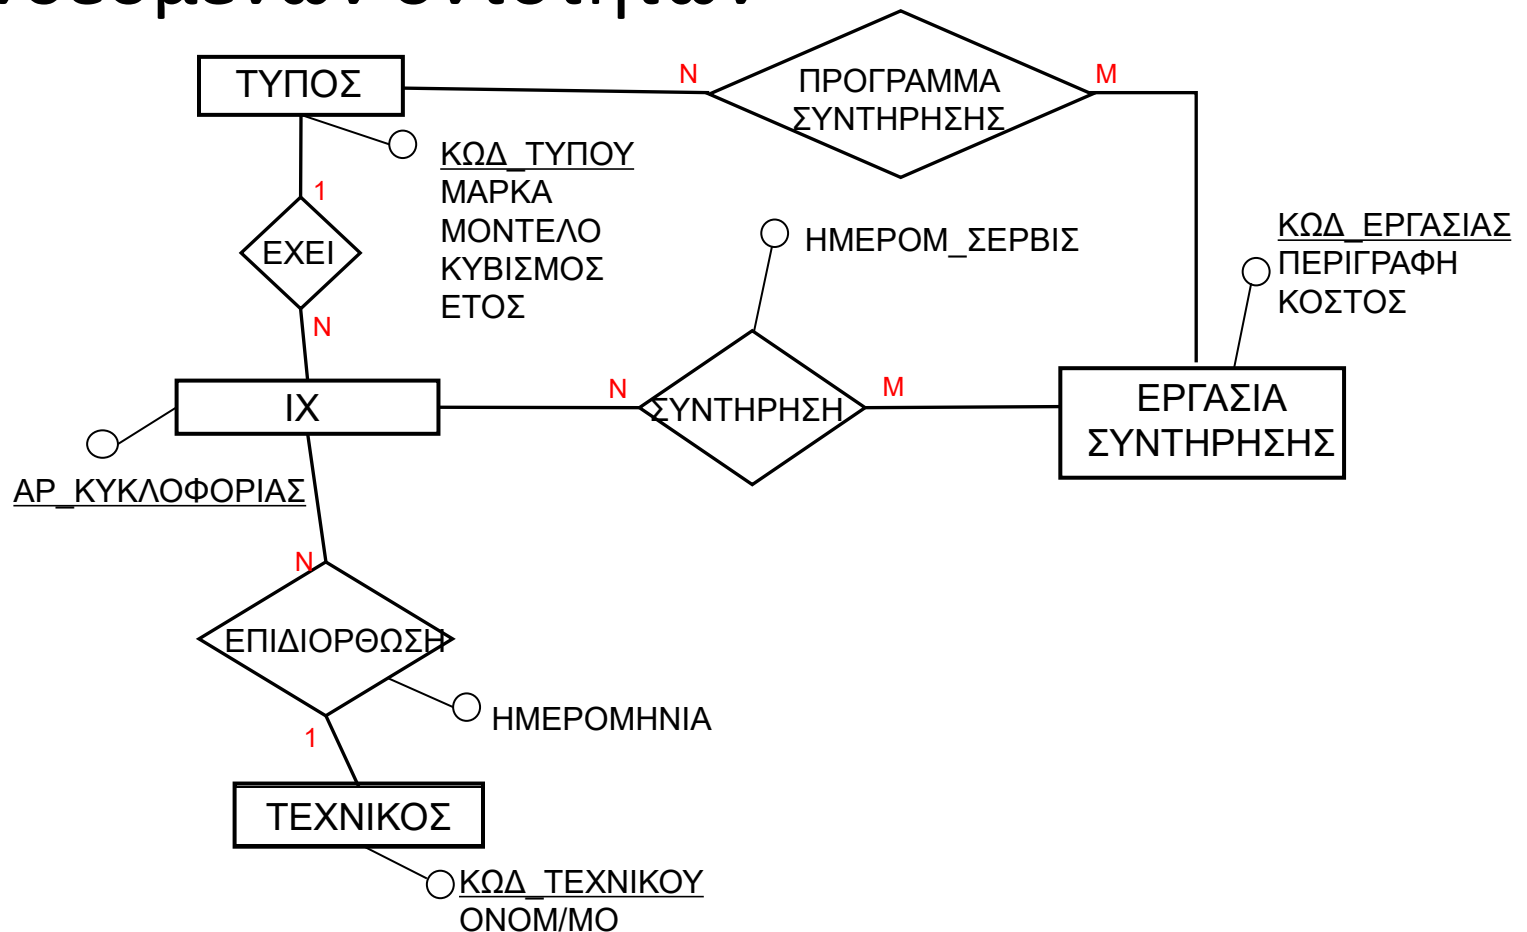 ΤΥΠΟΣ
N
ΠΡΟΓΡΑΜΜΑ
ΣΥΝΤΗΡΗΣΗΣ
M
ΚΩΔ_ΤΥΠΟΥ
ΜΑΡΚΑ
ΜΟΝΤΕΛΟ
ΚΥΒΙΣΜΟΣ
ΕΤΟΣ
1
ΕΧΕΙ
N
ΗΜΕΡΟΜ_ΣΕΡΒΙΣ
ΚΩΔ_ΕΡΓΑΣΙΑΣ
ΠΕΡΙΓΡΑΦΗ
ΚΟΣΤΟΣ
ΙΧ
N
ΣΥΝΤΗΡΗΣΗ
M
ΕΡΓΑΣΙΑ
ΣΥΝΤΗΡΗΣΗΣ
ΑΡ_ΚΥΚΛΟΦΟΡΙΑΣ
N
ΕΠΙΔΙΟΡΘΩΣΗ
ΗΜΕΡΟΜΗΝΙΑ
1
ΤΕΧΝΙΚΟΣ
ΚΩΔ_ΤΕΧΝΙΚΟΥ
ΟΝΟΜ/ΜΟ